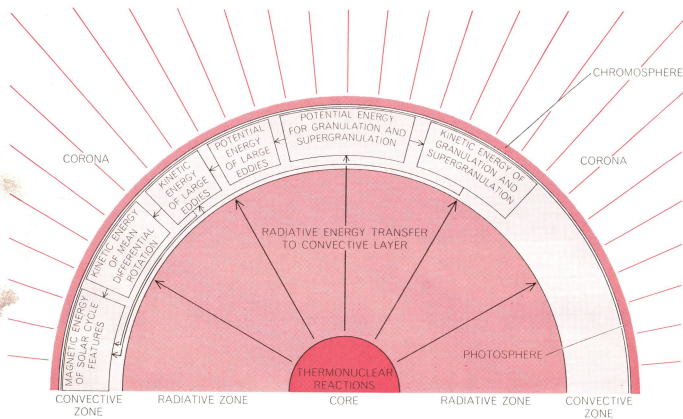 CHROMOSPHERE
CORONA
CORONA
POTENTIAL ENERGY
FOR GRANULATION AND
SUPERGRANULATION
KINETIC ENERGY OF
GRANULATION AND
SUPERGRANULATION
POTENTIAL
ENERGY
OF LARGE
EDDIES
KINETIC
ENERGY
OF LARGE
EDDIES
KINETIC ENERGY
OF MEAN
DIFFERENTIAL
ROTATION
MAGNETIC ENERGY
OF SOLAR CYCLE
FEATURES
RADIATIVE ENERGY TRANSFER
TO CONVECTIVE LAYER
PHOTOSPHERE
THERMONUCLEAR
REACTIONS
CONVECTIVE
ZONE
RADIATIVE ZONE
CORE
RADIATIVE ZONE
CONVECTIVE
ZONE